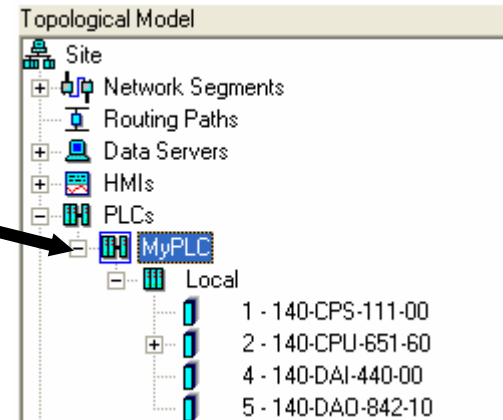 Topological Model
Site
Network Segments
Routing Paths
Data Servers
HMIs
PLCs
MyPLC
Local
1 - 140-CPS-111-00
2 - 140-CPU-651-60
4 - 140-DAI-440-00
5 - 140-DAO-842-10